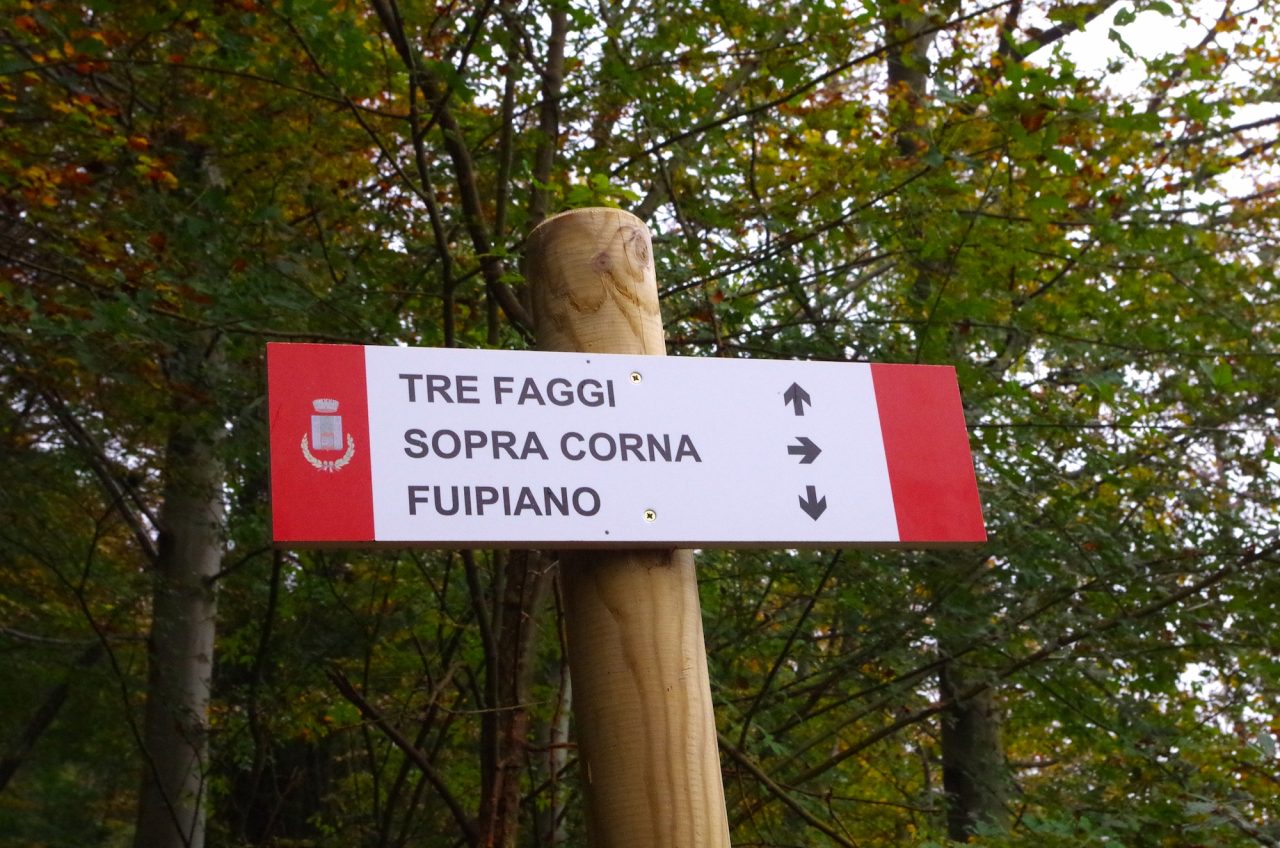 TRE FAGGI ↑
SOPRA CORNA →
FUIPIANO ↓